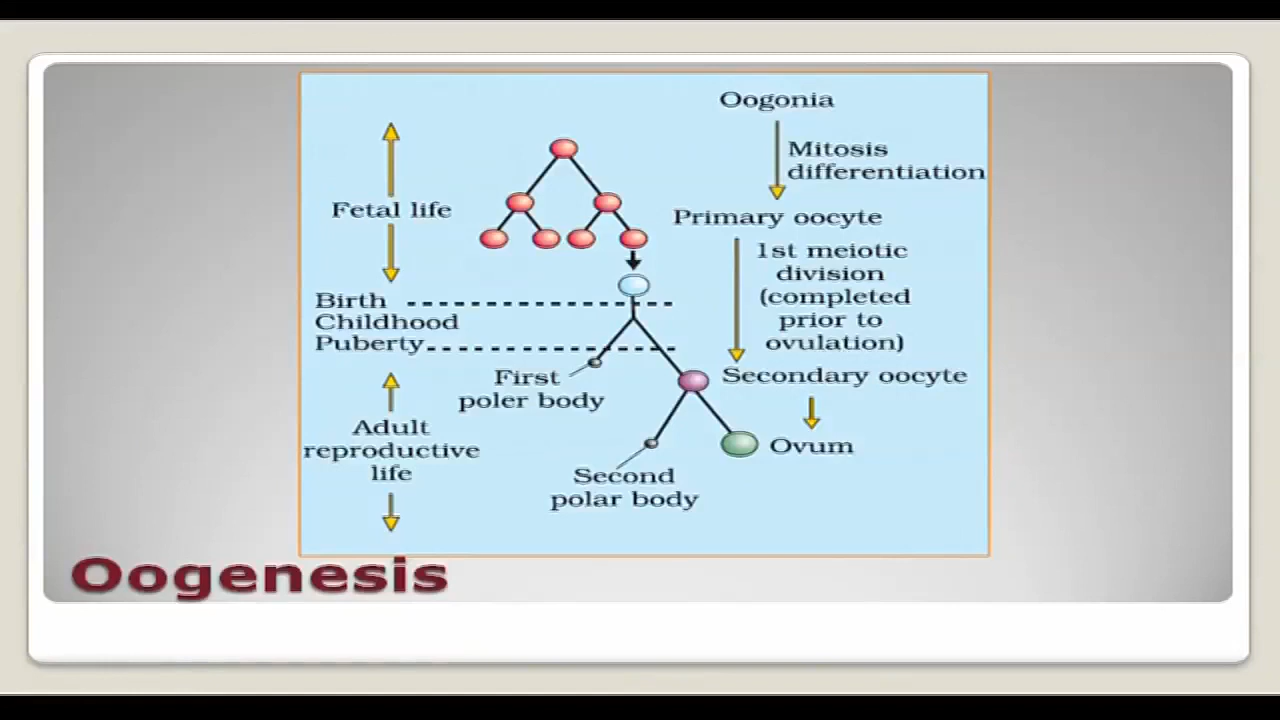 Oogonia
Mitosis
differentiation
Fetal life
Primary oocyte
1st meiotic
division
(completed
prior to
ovulation)
Birth
Childhood
Puberty
First
poler body
Secondary oocyte
Adult
reproductive
life
Ovum
Second
polar body
Oogenesis